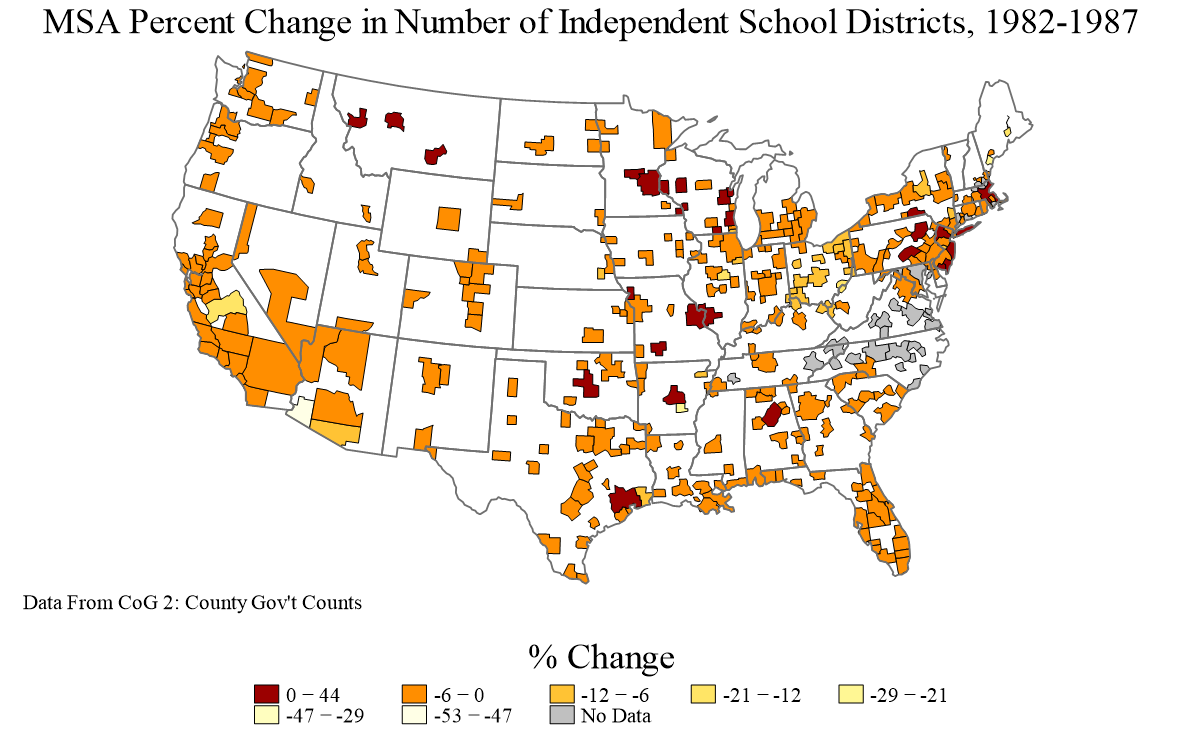 MSA Percent Change in Number of Independent School Districts, 1982-1987
Data From CoG 2: County Gov't Counts
% Change
0 − 44
-6 − 0
-12 − -6
-21 − -12
-29 − -21
-47 − -29
-53 − -47
No Data